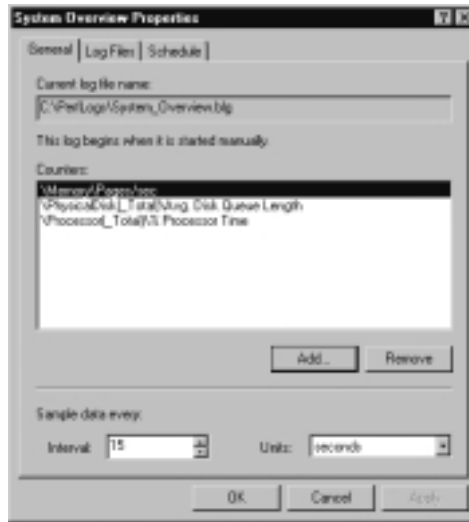 System Overview Properties
General Log Files Schedule
Current log file name:
C:\PerfLogs\System_Overview.blg
This log begins when it is started manually.
Counters:
\Memory\Pages/sec
\PhysicalDisk(_Total)\Avg. Disk Queue Length
\Processor(_Total)\% Processor Time
Add... Remove
Sample data every:
Interval: 15 Units: seconds
OK Cancel Apply